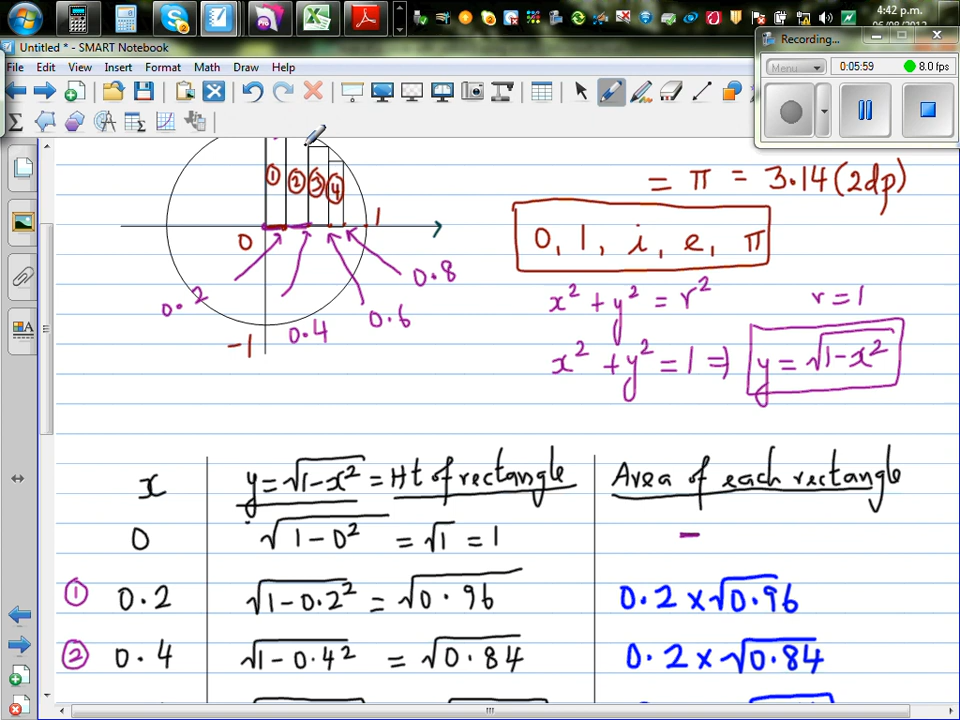 4:42 p.m.
06/08/2012
Untitled * - SMART Notebook
Recording...
File Edit View Insert Format Math Draw Help
Menu
0:05:59
8.0 fps
① ② ③ ④
= π = 3.14 (2dp)
0 1
0, 1, i, e, π
0.2 0.4 0.6 0.8
-1
x² + y² = r² r = 1
x² + y² = 1 ⇒ y = √1-x²
x y = √1-x² = Ht of rectangle Area of each rectangle
0 √1-0² = √1 = 1 -
① 0.2 √1-0.2² = √0.96 0.2 x √0.96
② 0.4 √1-0.4² = √0.84 0.2 x √0.84